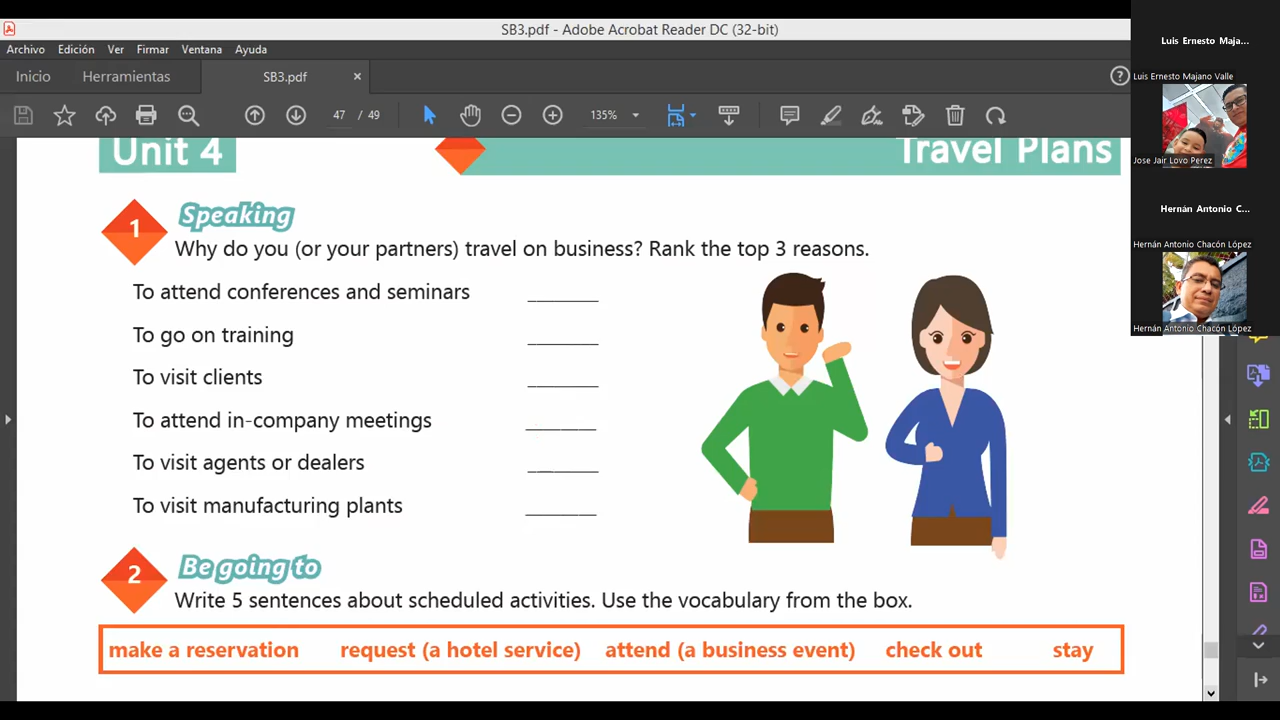 SB3.pdf - Adobe Acrobat Reader DC (32-bit)
Archivo Edición Ver Firmar Ventana Ayuda
Inicio Herramientas SB3.pdf ×
47 / 49 135%
Unit 4 Travel Plans
1 Speaking
Why do you (or your partners) travel on business? Rank the top 3 reasons.
To attend conferences and seminars ______
To go on training ______
To visit clients ______
To attend in-company meetings ______
To visit agents or dealers ______
To visit manufacturing plants ______
2 Be going to
Write 5 sentences about scheduled activities. Use the vocabulary from the box.
make a reservation request (a hotel service) attend (a business event) check out stay
Luis Ernesto Maja...
Luis Ernesto Majano Valle
Jose Jair Lovo Perez
Hernán Antonio C...
Hernán Antonio Chacón López
Hernán Antonio Chacón López